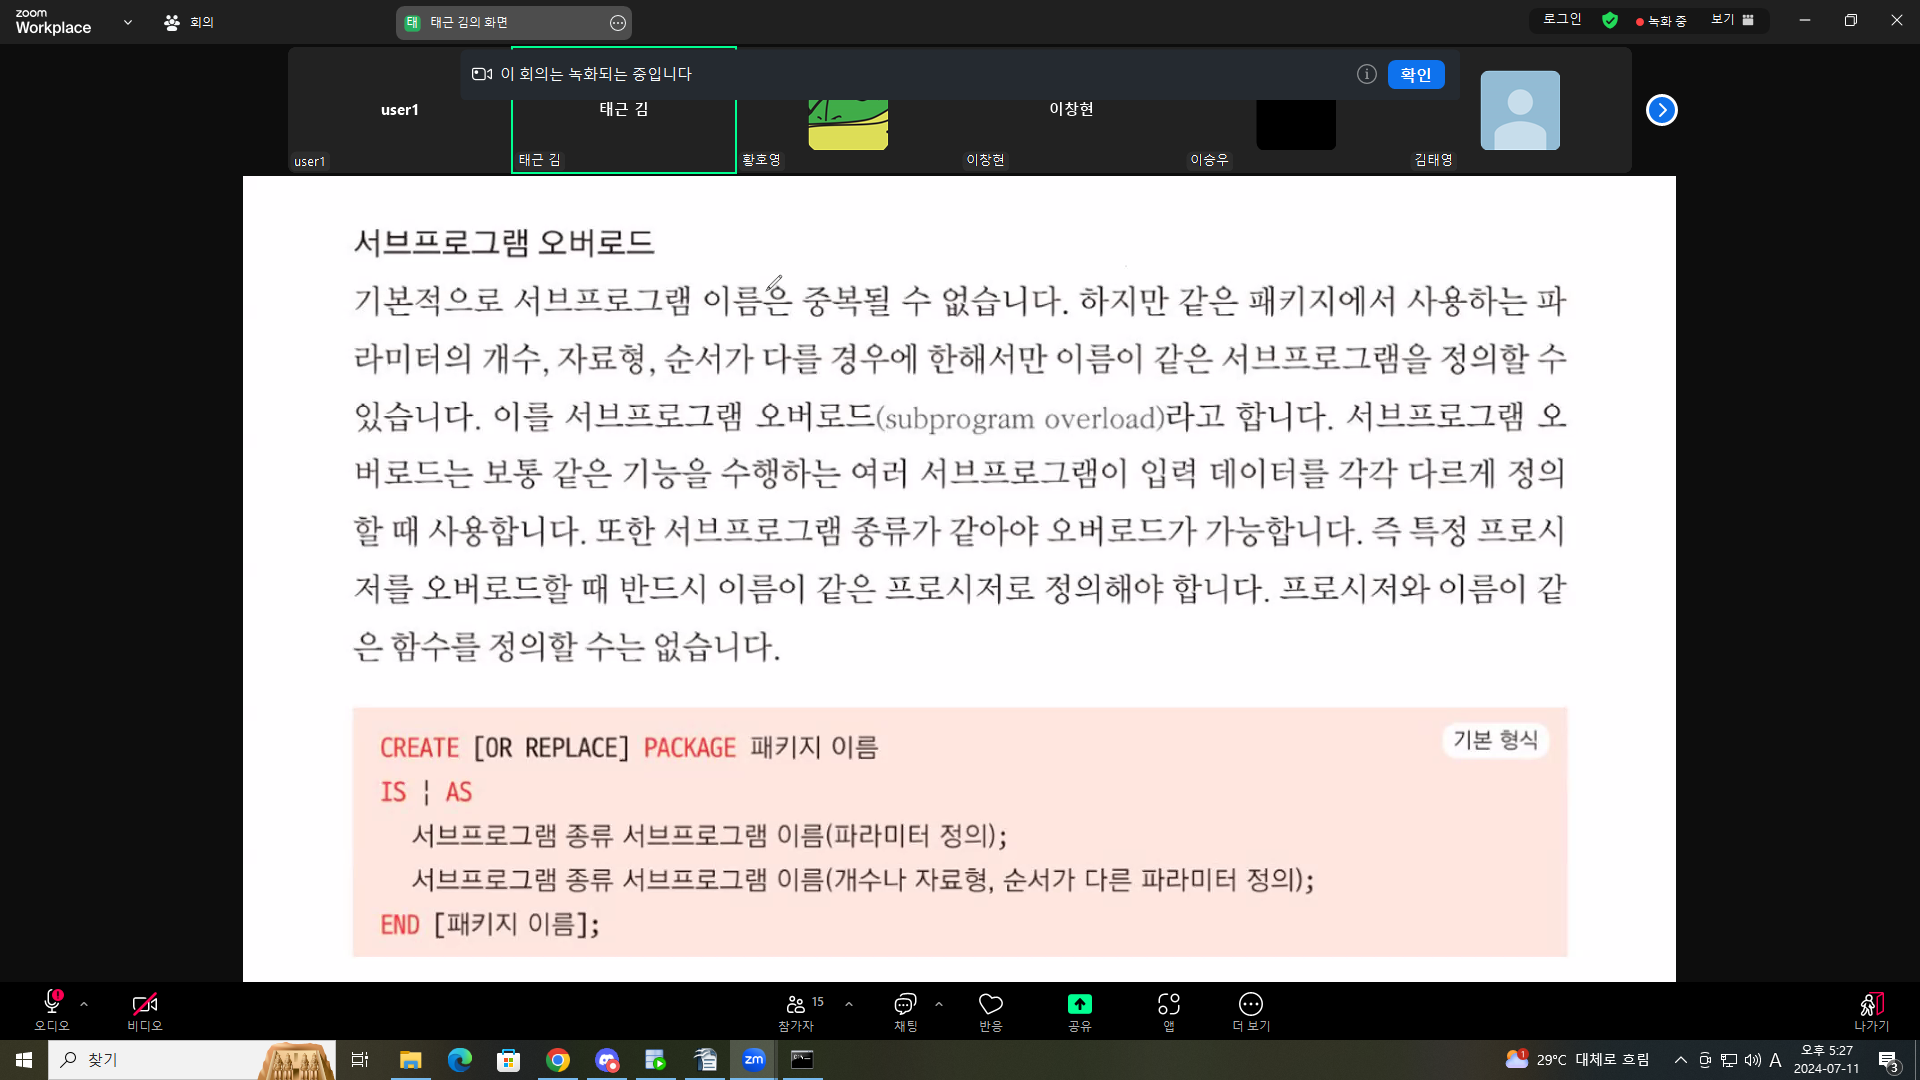 zoom
Workplace
회의
태 태근 김의 화면
로그인
녹화 중
보기
이 회의는 녹화되는 중입니다
확인
user1
태근 김
이창현
user1
태근 김
황호영
이창현
이승우
김태영
서브프로그램 오버로드
기본적으로 서브프로그램 이름은 중복될 수 없습니다. 하지만 같은 패키지에서 사용하는 파
라미터의 개수, 자료형, 순서가 다를 경우에 한해서만 이름이 같은 서브프로그램을 정의할 수
있습니다. 이를 서브프로그램 오버로드(subprogram overload)라고 합니다. 서브프로그램 오
버로드는 보통 같은 기능을 수행하는 여러 서브프로그램이 입력 데이터를 각각 다르게 정의
할 때 사용합니다. 또한 서브프로그램 종류가 같아야 오버로드가 가능합니다. 즉 특정 프로시
저를 오버로드할 때 반드시 이름이 같은 프로시저로 정의해야 합니다. 프로시저와 이름이 같
은 함수를 정의할 수는 없습니다.
기본 형식
CREATE [OR REPLACE] PACKAGE 패키지 이름
IS ¦ AS
서브프로그램 종류 서브프로그램 이름(파라미터 정의);
서브프로그램 종류 서브프로그램 이름(개수나 자료형, 순서가 다른 파라미터 정의);
END [패키지 이름];
오디오
비디오
15
참가자
채팅
반응
공유
앱
더 보기
나가기
찾기
zm
1
29°C 대체로 흐림
A
오후 5:27
2024-07-11
3